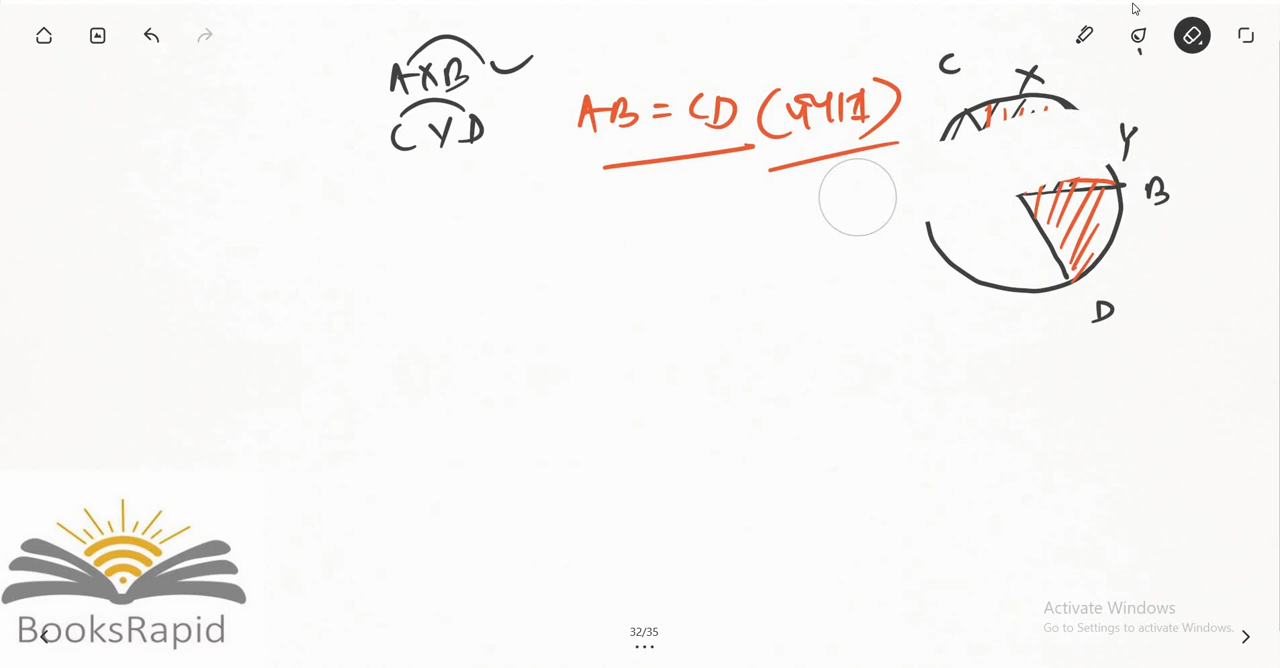 AXB
CYD
AB = CD (चाप)
C
X
Y
B
D
BooksRapid
32/35
Activate Windows
Go to Settings to activate Windows.